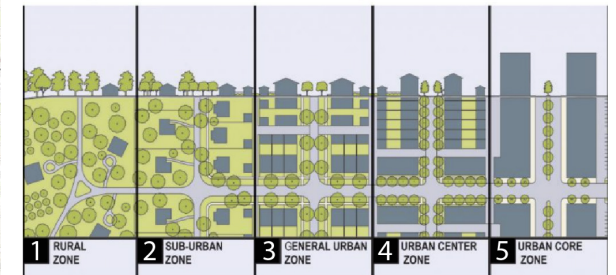 1 RURAL
ZONE
2 SUB-URBAN
ZONE
3 GENERAL URBAN
ZONE
4 URBAN CENTER
ZONE
5 URBAN CORE
ZONE